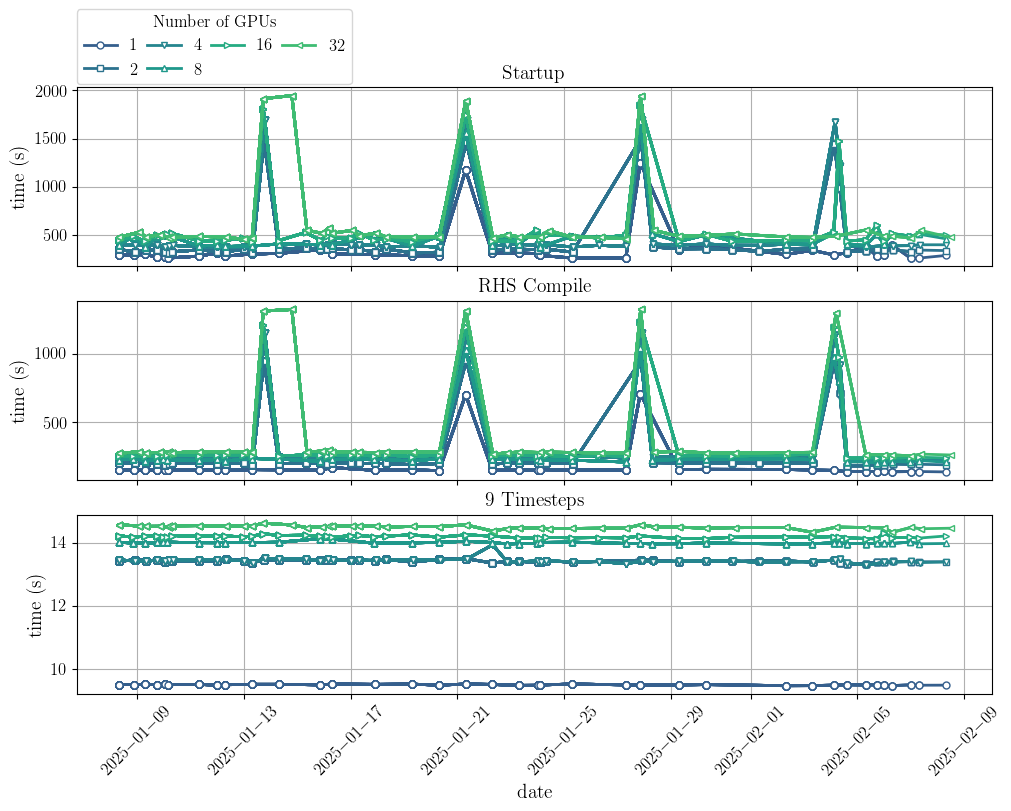 Number of GPUs
1 4 16 32
2 8
Startup
2000
1500
1000
500
time (s)
RHS Compile
1000
500
time (s)
9 Timesteps
14
12
10
time (s)
2025−01−09
2025−01−13
2025−01−17
2025−01−21
2025−01−25
2025−01−29
2025−02−01
2025−02−05
2025−02−09
date